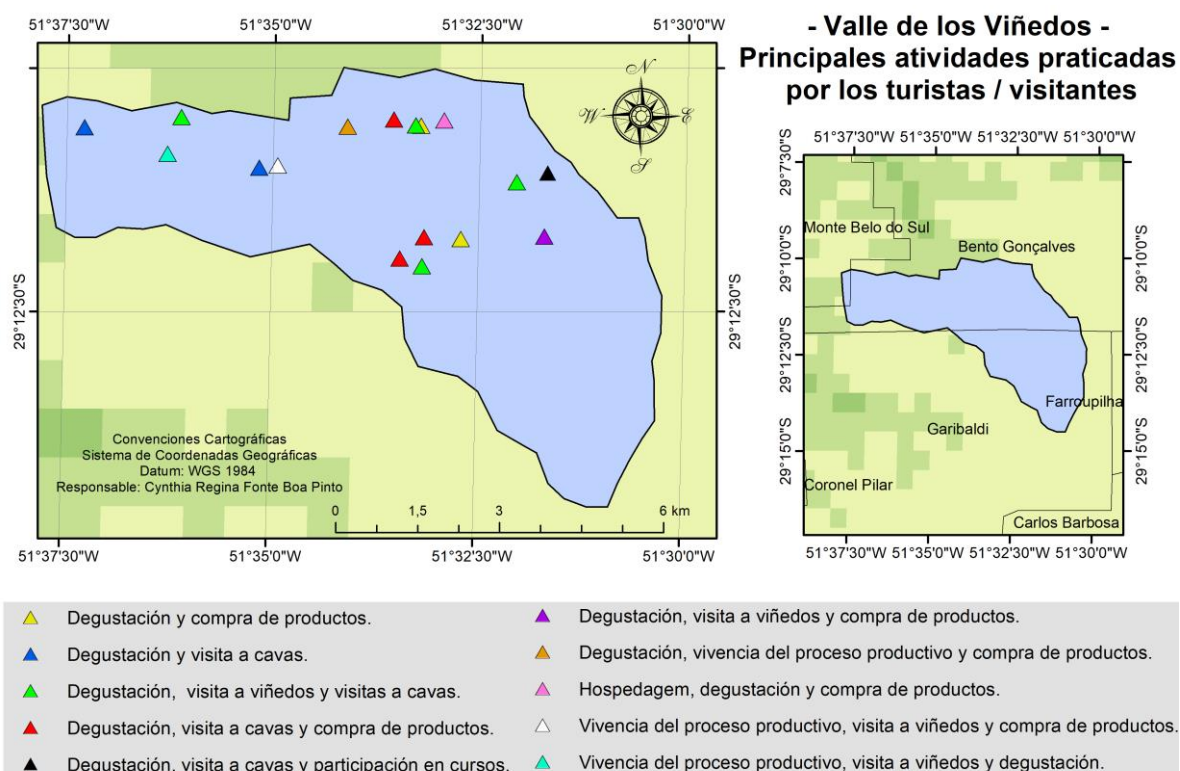 - Valle de los Viñedos -
Principales atividades praticadas
por los turistas / visitantes
51°37'30"W 51°35'0"W 51°32'30"W 51°30'0"W
N
W E
S
29°12'30"S 29°12'30"S
Convenciones Cartográficas
Sistema de Coordenadas Geográficas
Datum: WGS 1984
Responsable: Cynthia Regina Fonte Boa Pinto
0 1,5 3 6 km
51°37'30"W 51°35'0"W 51°32'30"W 51°30'0"W
51°37'30"W 51°35'0"W 51°32'30"W 51°30'0"W
29°7'30"S 29°7'30"S
Monte Belo do Sul
Bento Gonçalves
29°10'0"S 29°10'0"S
29°12'30"S 29°12'30"S
Farroupilha
Garibaldi
29°15'0"S 29°15'0"S
Coronel Pilar
Carlos Barbosa
51°37'30"W 51°35'0"W 51°32'30"W 51°30'0"W
Degustación y compra de productos.
Degustación y visita a cavas.
Degustación, visita a viñedos y visitas a cavas.
Degustación, visita a cavas y compra de productos.
Degustación, visita a cavas y participación en cursos.
Degustación, visita a viñedos y compra de productos.
Degustación, vivencia del proceso productivo y compra de productos.
Hospedagem, degustación y compra de productos.
Vivencia del proceso productivo, visita a viñedos y compra de productos.
Vivencia del proceso productivo, visita a viñedos y degustación.